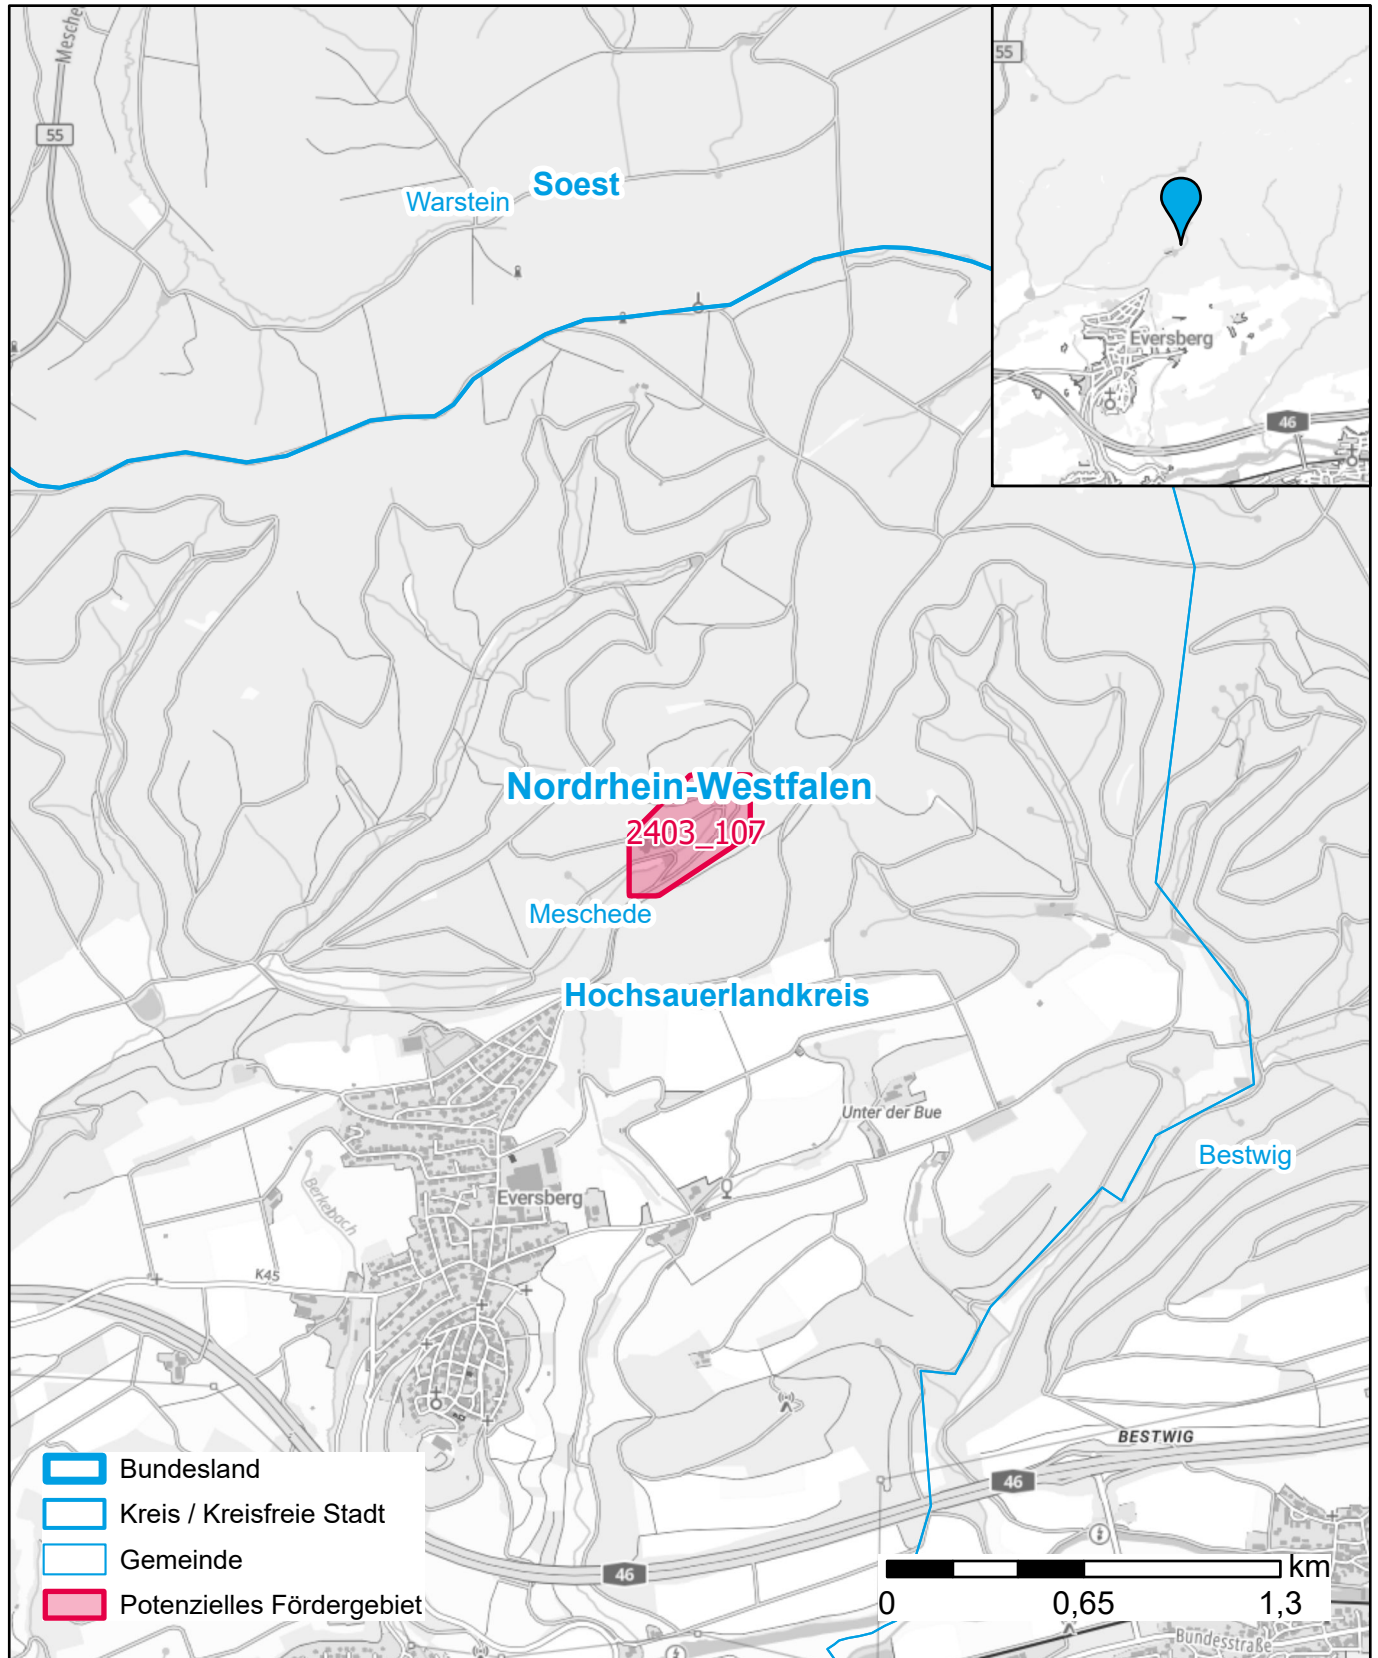 Mesche
55
55
Soest
Warstein
Eversberg
46
Nordrhein-Westfalen
2403_107
Meschede
Hochsauerlandkreis
Unter der Bue
Bestwig
Berkebach
Eversberg
K45
BESTWIG
46
46
Bundesland
Kreis / Kreisfreie Stadt
Gemeinde
Potenzielles Fördergebiet
km
0
0,65
1,3
Bundesstraße